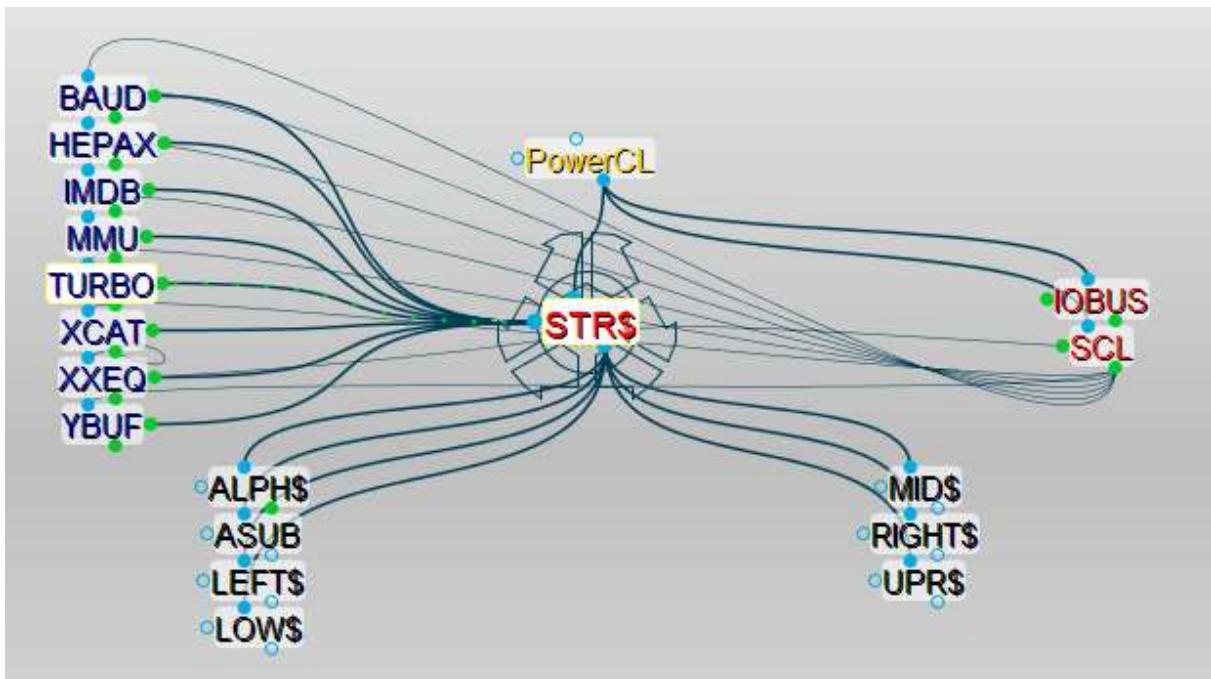 BAUD
HEPAX
IMDB
MMU
TURBO
XCAT
XXEQ
YBUF
PowerCL
STR$
IOBUS
SCL
ALPH$
ASUB
LEFT$
LOW$
MID$
RIGHT$
UPR$